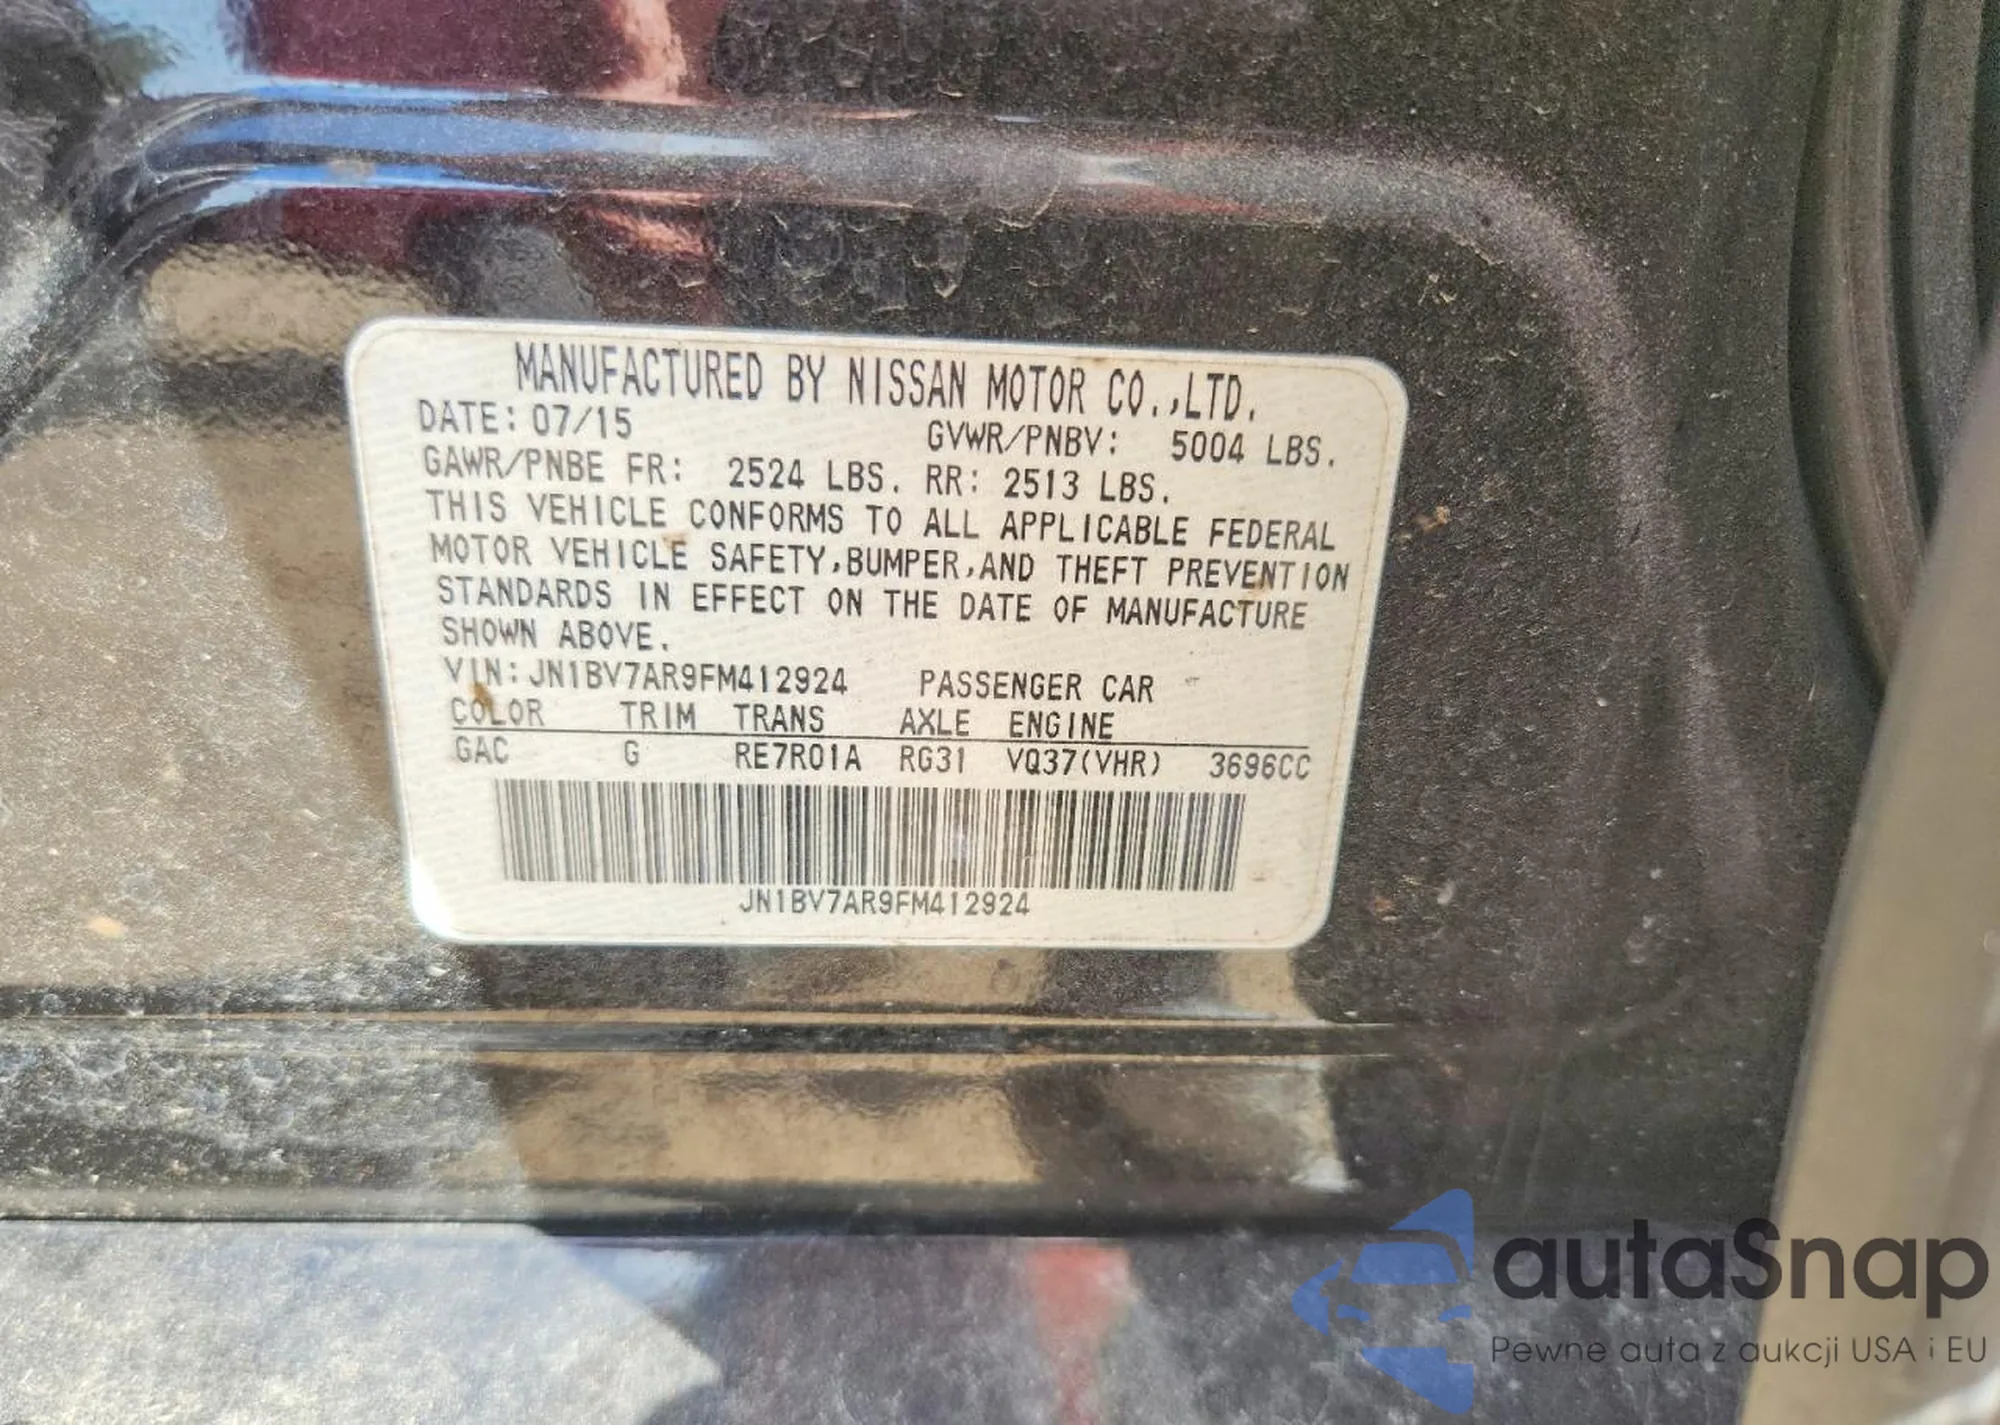 MANUFACTURED BY NISSAN MOTOR CO.,LTD.
DATE: 07/15 GVWR/PNBV: 5004 LBS.
GAWR/PNBE FR: 2524 LBS. RR: 2513 LBS.
THIS VEHICLE CONFORMS TO ALL APPLICABLE FEDERAL
MOTOR VEHICLE SAFETY,BUMPER,AND THEFT PREVENTION
STANDARDS IN EFFECT ON THE DATE OF MANUFACTURE
SHOWN ABOVE.
VIN: JN1BV7AR9FM412924 PASSENGER CAR
COLOR TRIM TRANS AXLE ENGINE
GAC G RE7R01A RG31 VQ37(VHR) 3696CC
JN1BV7AR9FM412924
autaSnap
Pewne auta z aukcji USA i EU